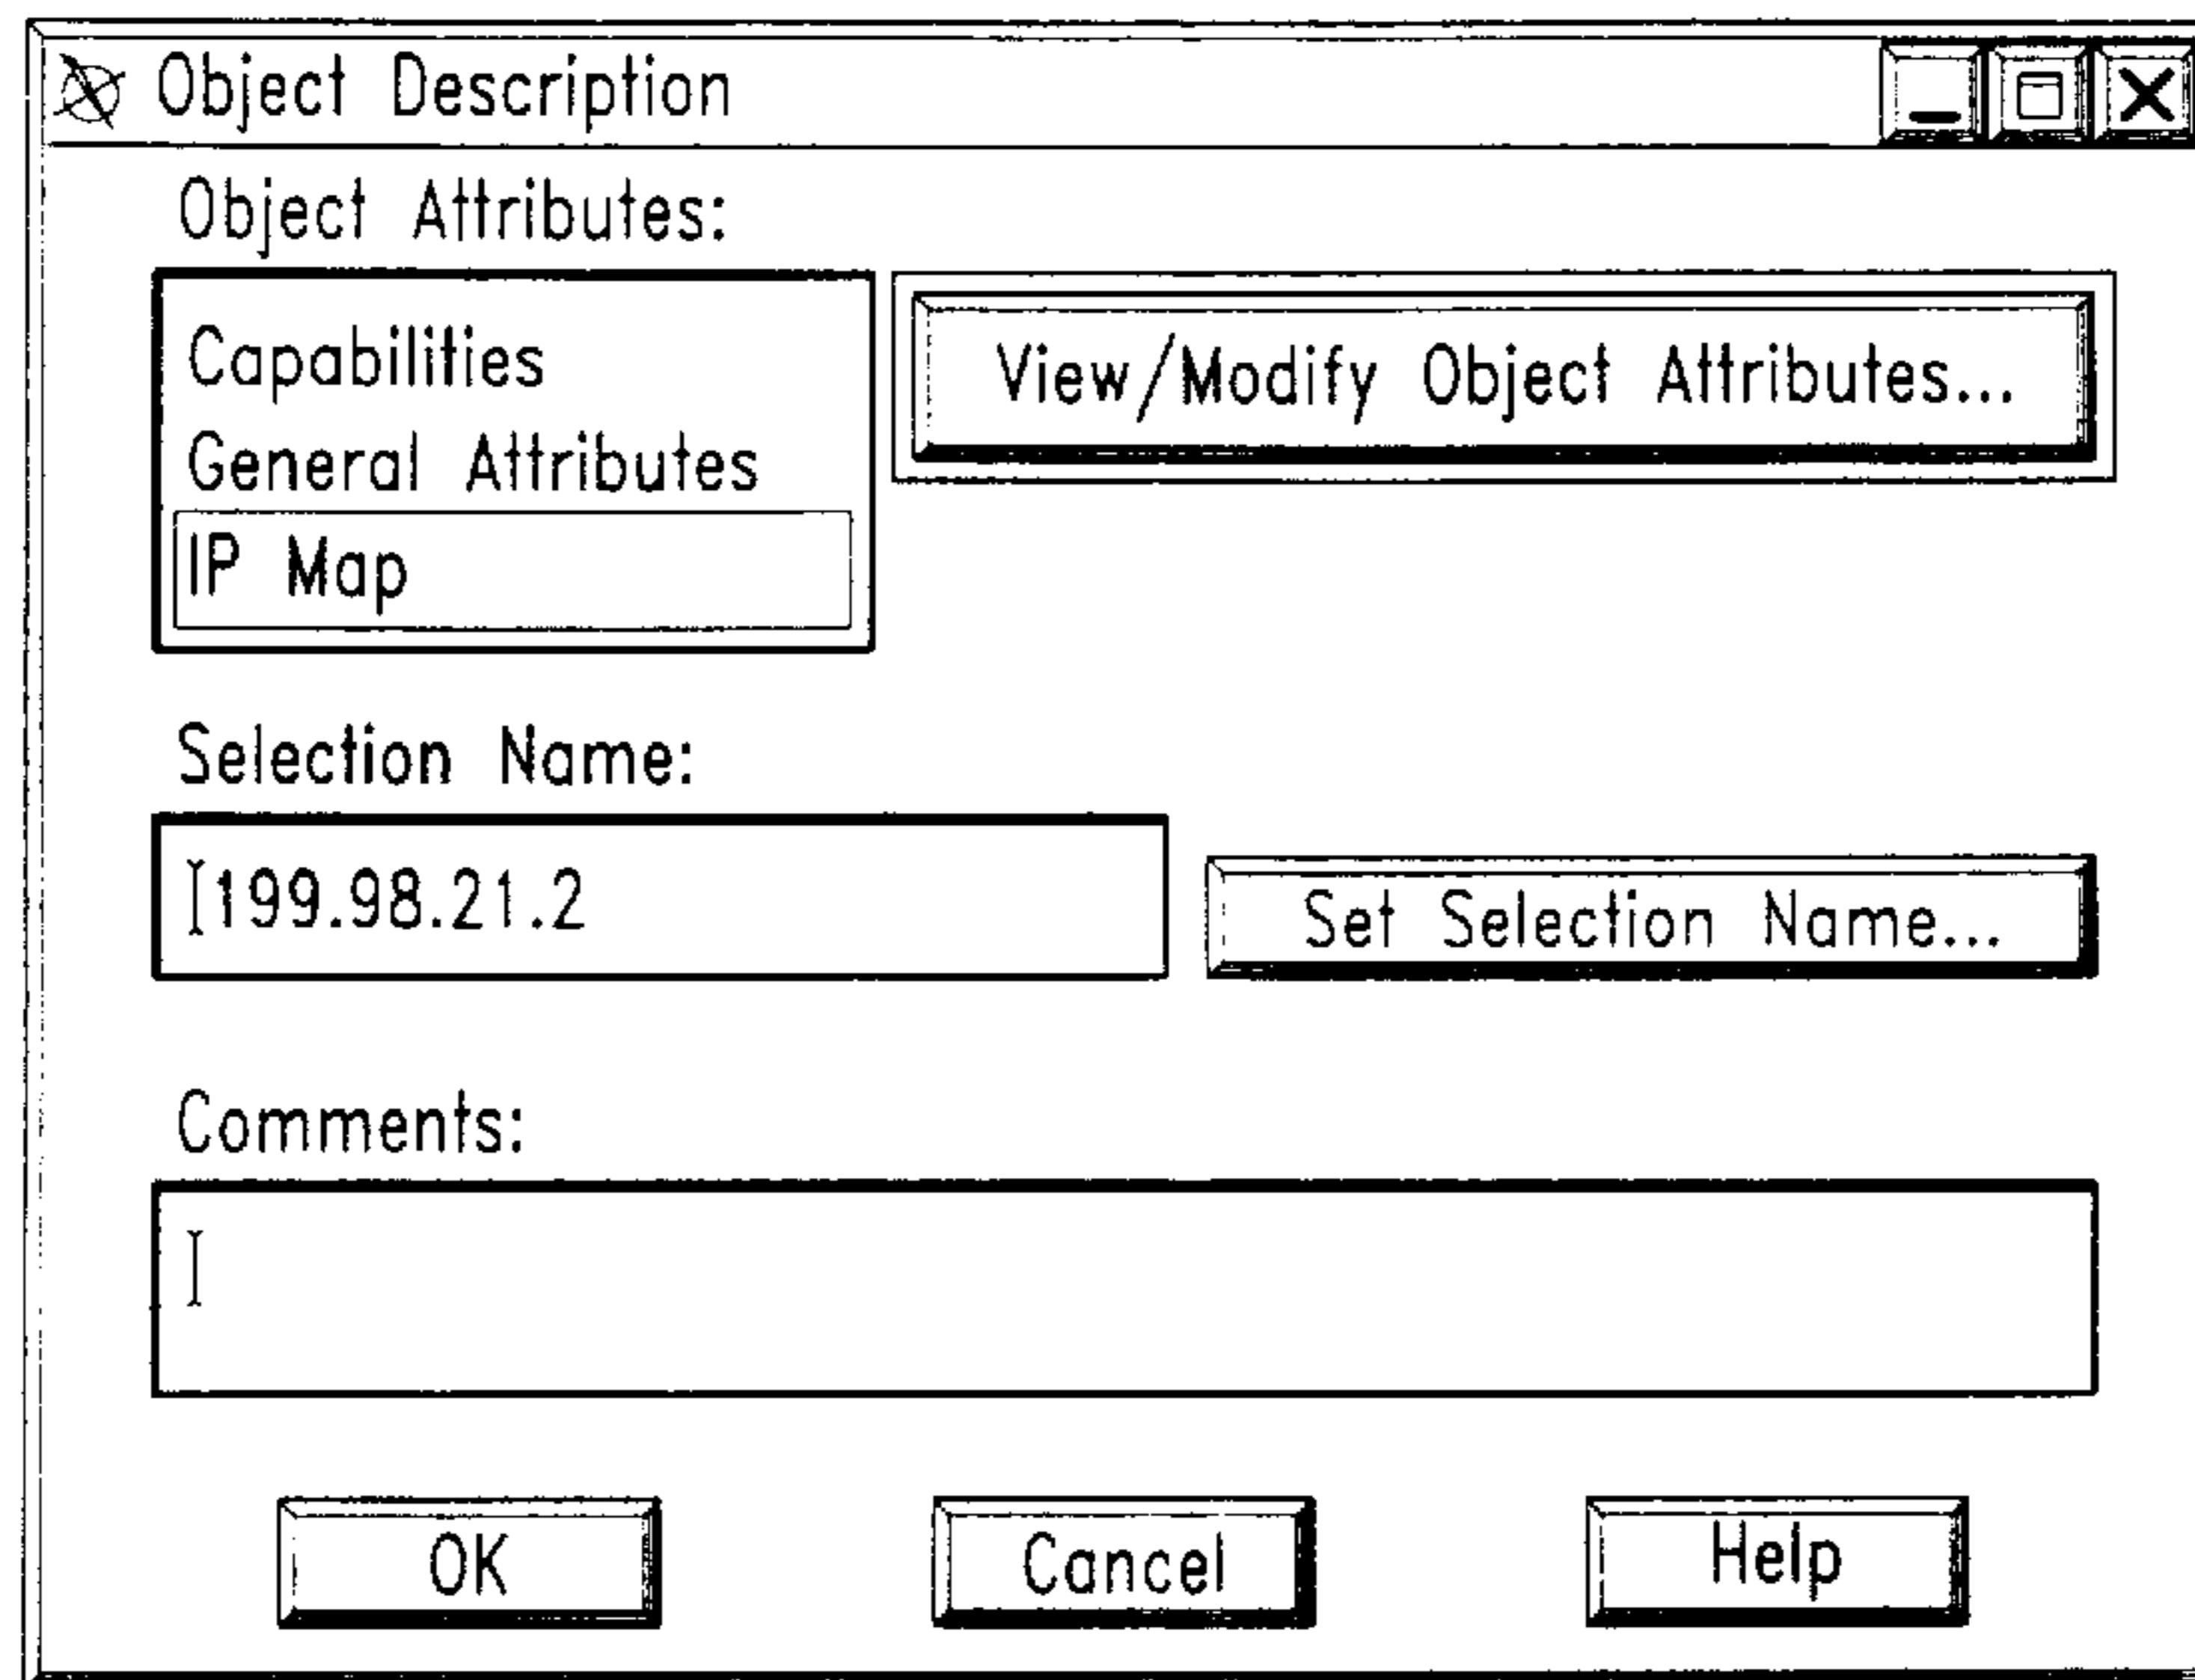 Object Description
Object Attributes:
Capabilities
View/Modify Object Attributes...
General Attributes
IP Map
Selection Name:
199.98.21.2
Set Selection Name...
Comments:
OK Cancel Help